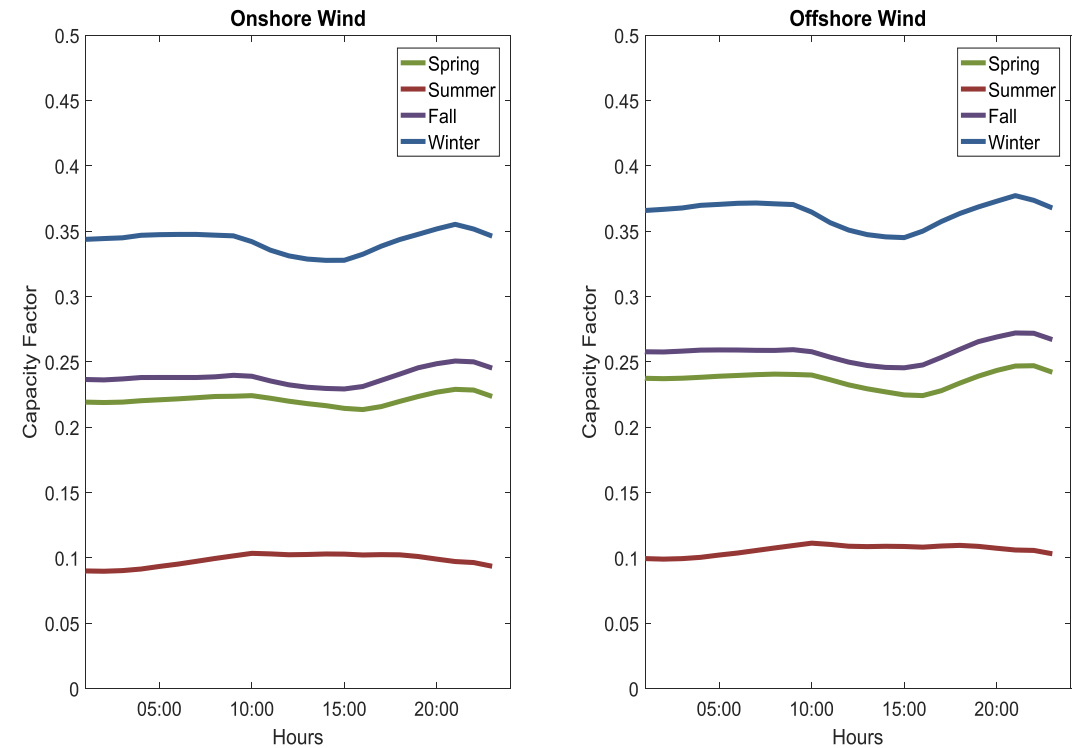 Onshore Wind
0.5
0.45
0.4
0.35
0.3
0.25
0.2
0.15
0.1
0.05
0
Capacity Factor
Spring
Summer
Fall
Winter
05:00 10:00 15:00 20:00
Hours
Offshore Wind
0.5
0.45
0.4
0.35
0.3
0.25
0.2
0.15
0.1
0.05
0
Capacity Factor
Spring
Summer
Fall
Winter
05:00 10:00 15:00 20:00
Hours